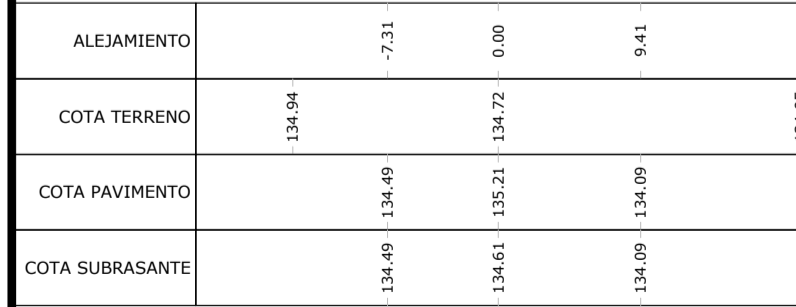 ALEJAMIENTO -7.31 0.00 9.41
COTA TERRENO 134.94 134.72
COTA PAVIMENTO 134.49 135.21 134.09
COTA SUBRASANTE 134.49 134.61 134.09